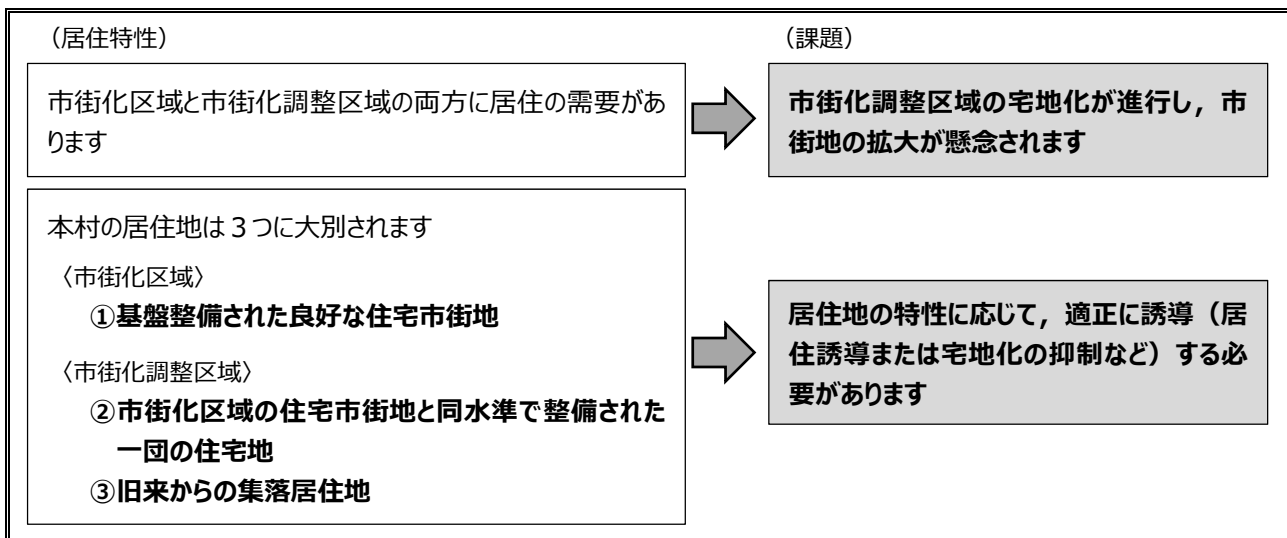 （居住特性）
市街化区域と市街化調整区域の両方に居住の需要があ
ります
（課題）
市街化調整区域の宅地化が進行し，市
街地の拡大が懸念されます
本村の居住地は３つに大別されます
〈市街化区域〉
①基盤整備された良好な住宅市街地
〈市街化調整区域〉
②市街化区域の住宅市街地と同水準で整備された
一団の住宅地
③旧来からの集落居住地
居住地の特性に応じて，適正に誘導（居
住誘導または宅地化の抑制など）する必
要があります